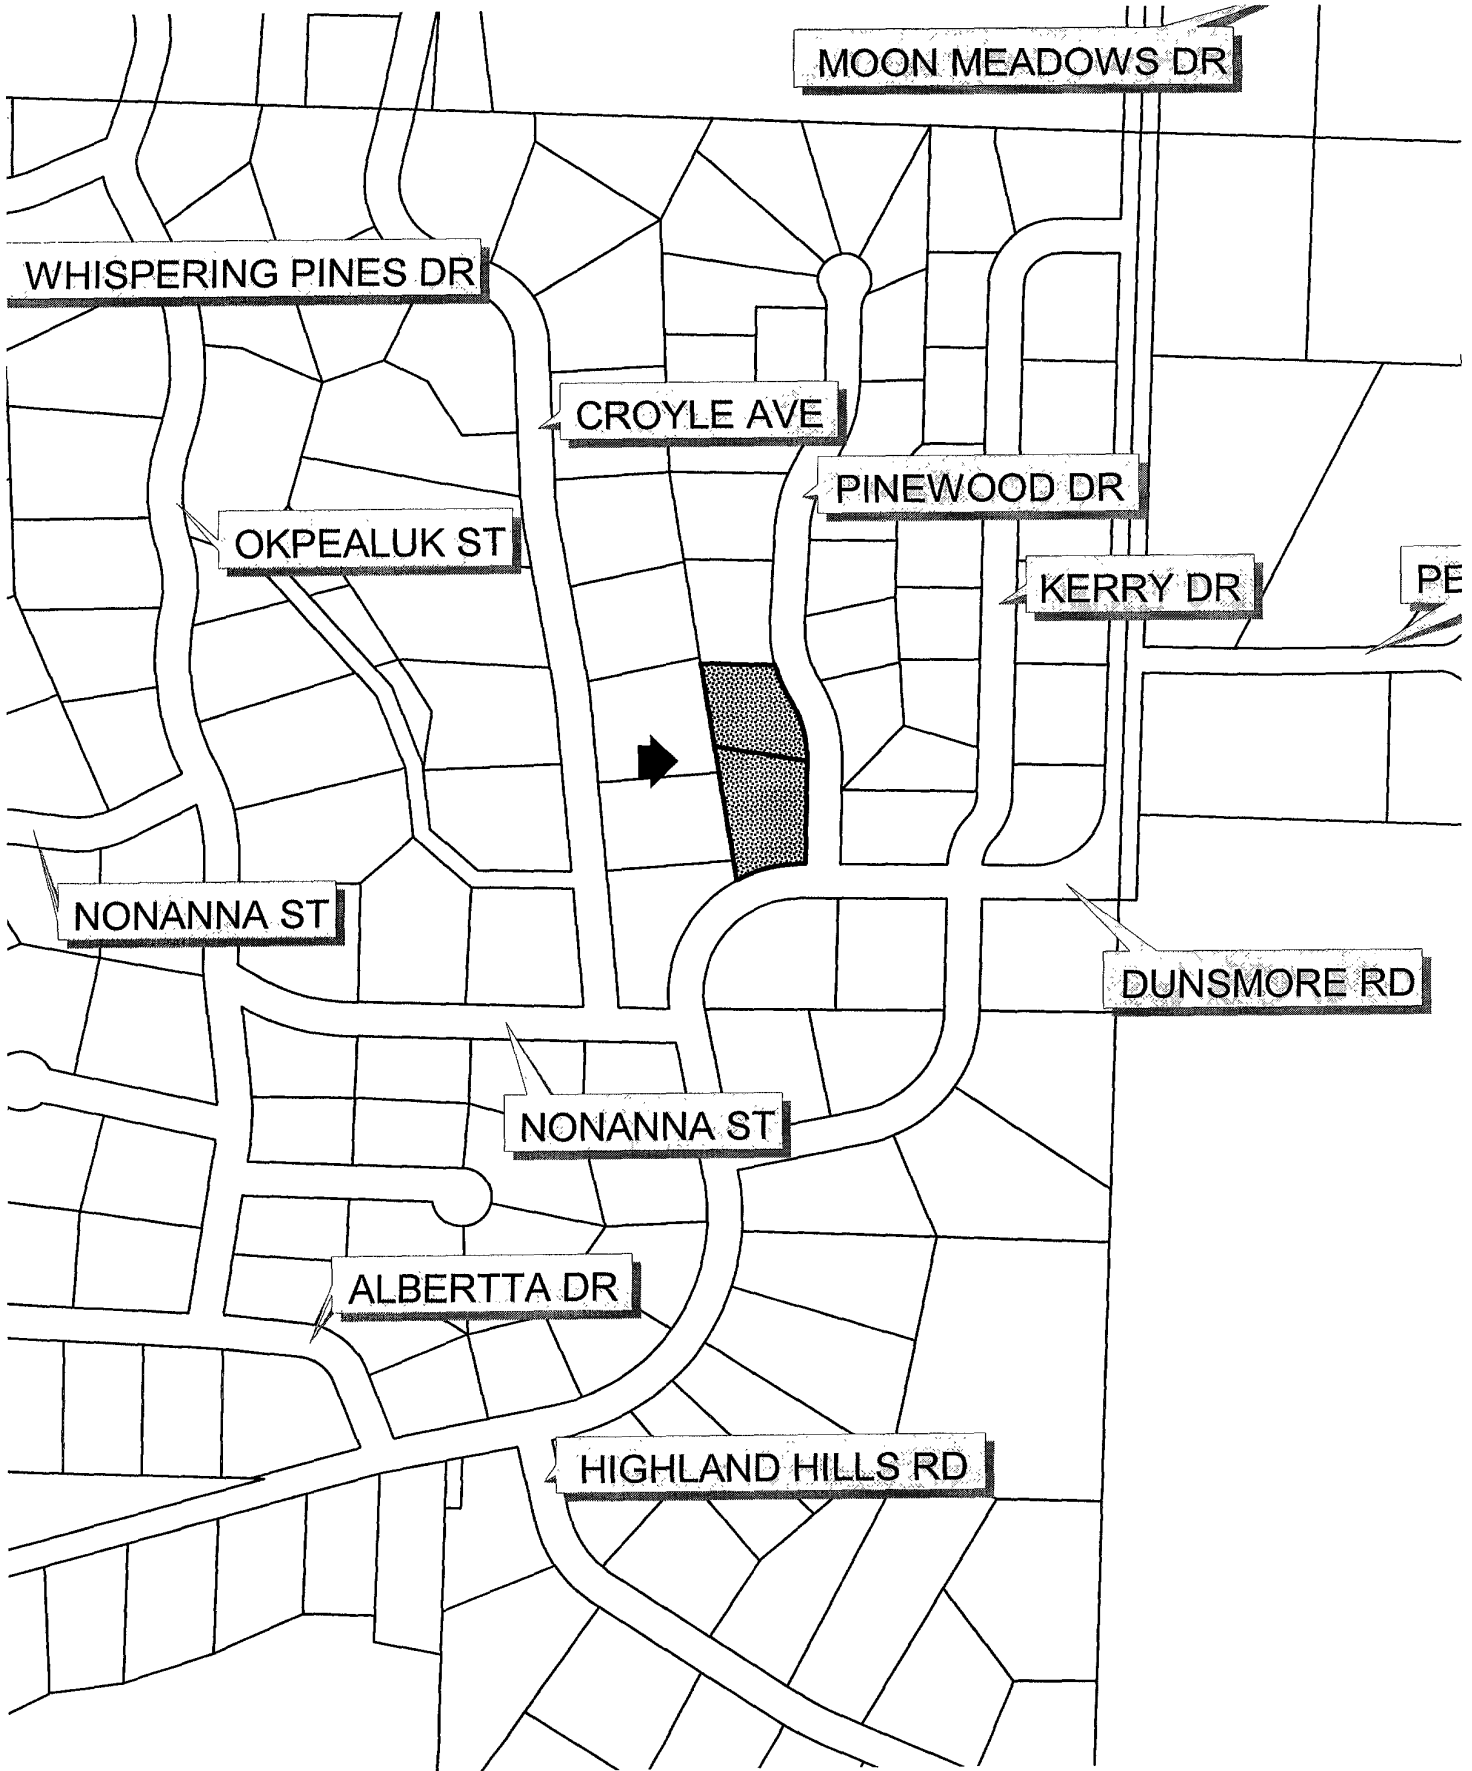 MOON MEADOWS DR
WHISPERING PINES DR
CROYLE AVE
PINEWOOD DR
OKPEALUK ST
KERRY DR
PE
NONANNA ST
DUNSMORE RD
NONANNA ST
ALBERTTA DR
HIGHLAND HILLS RD